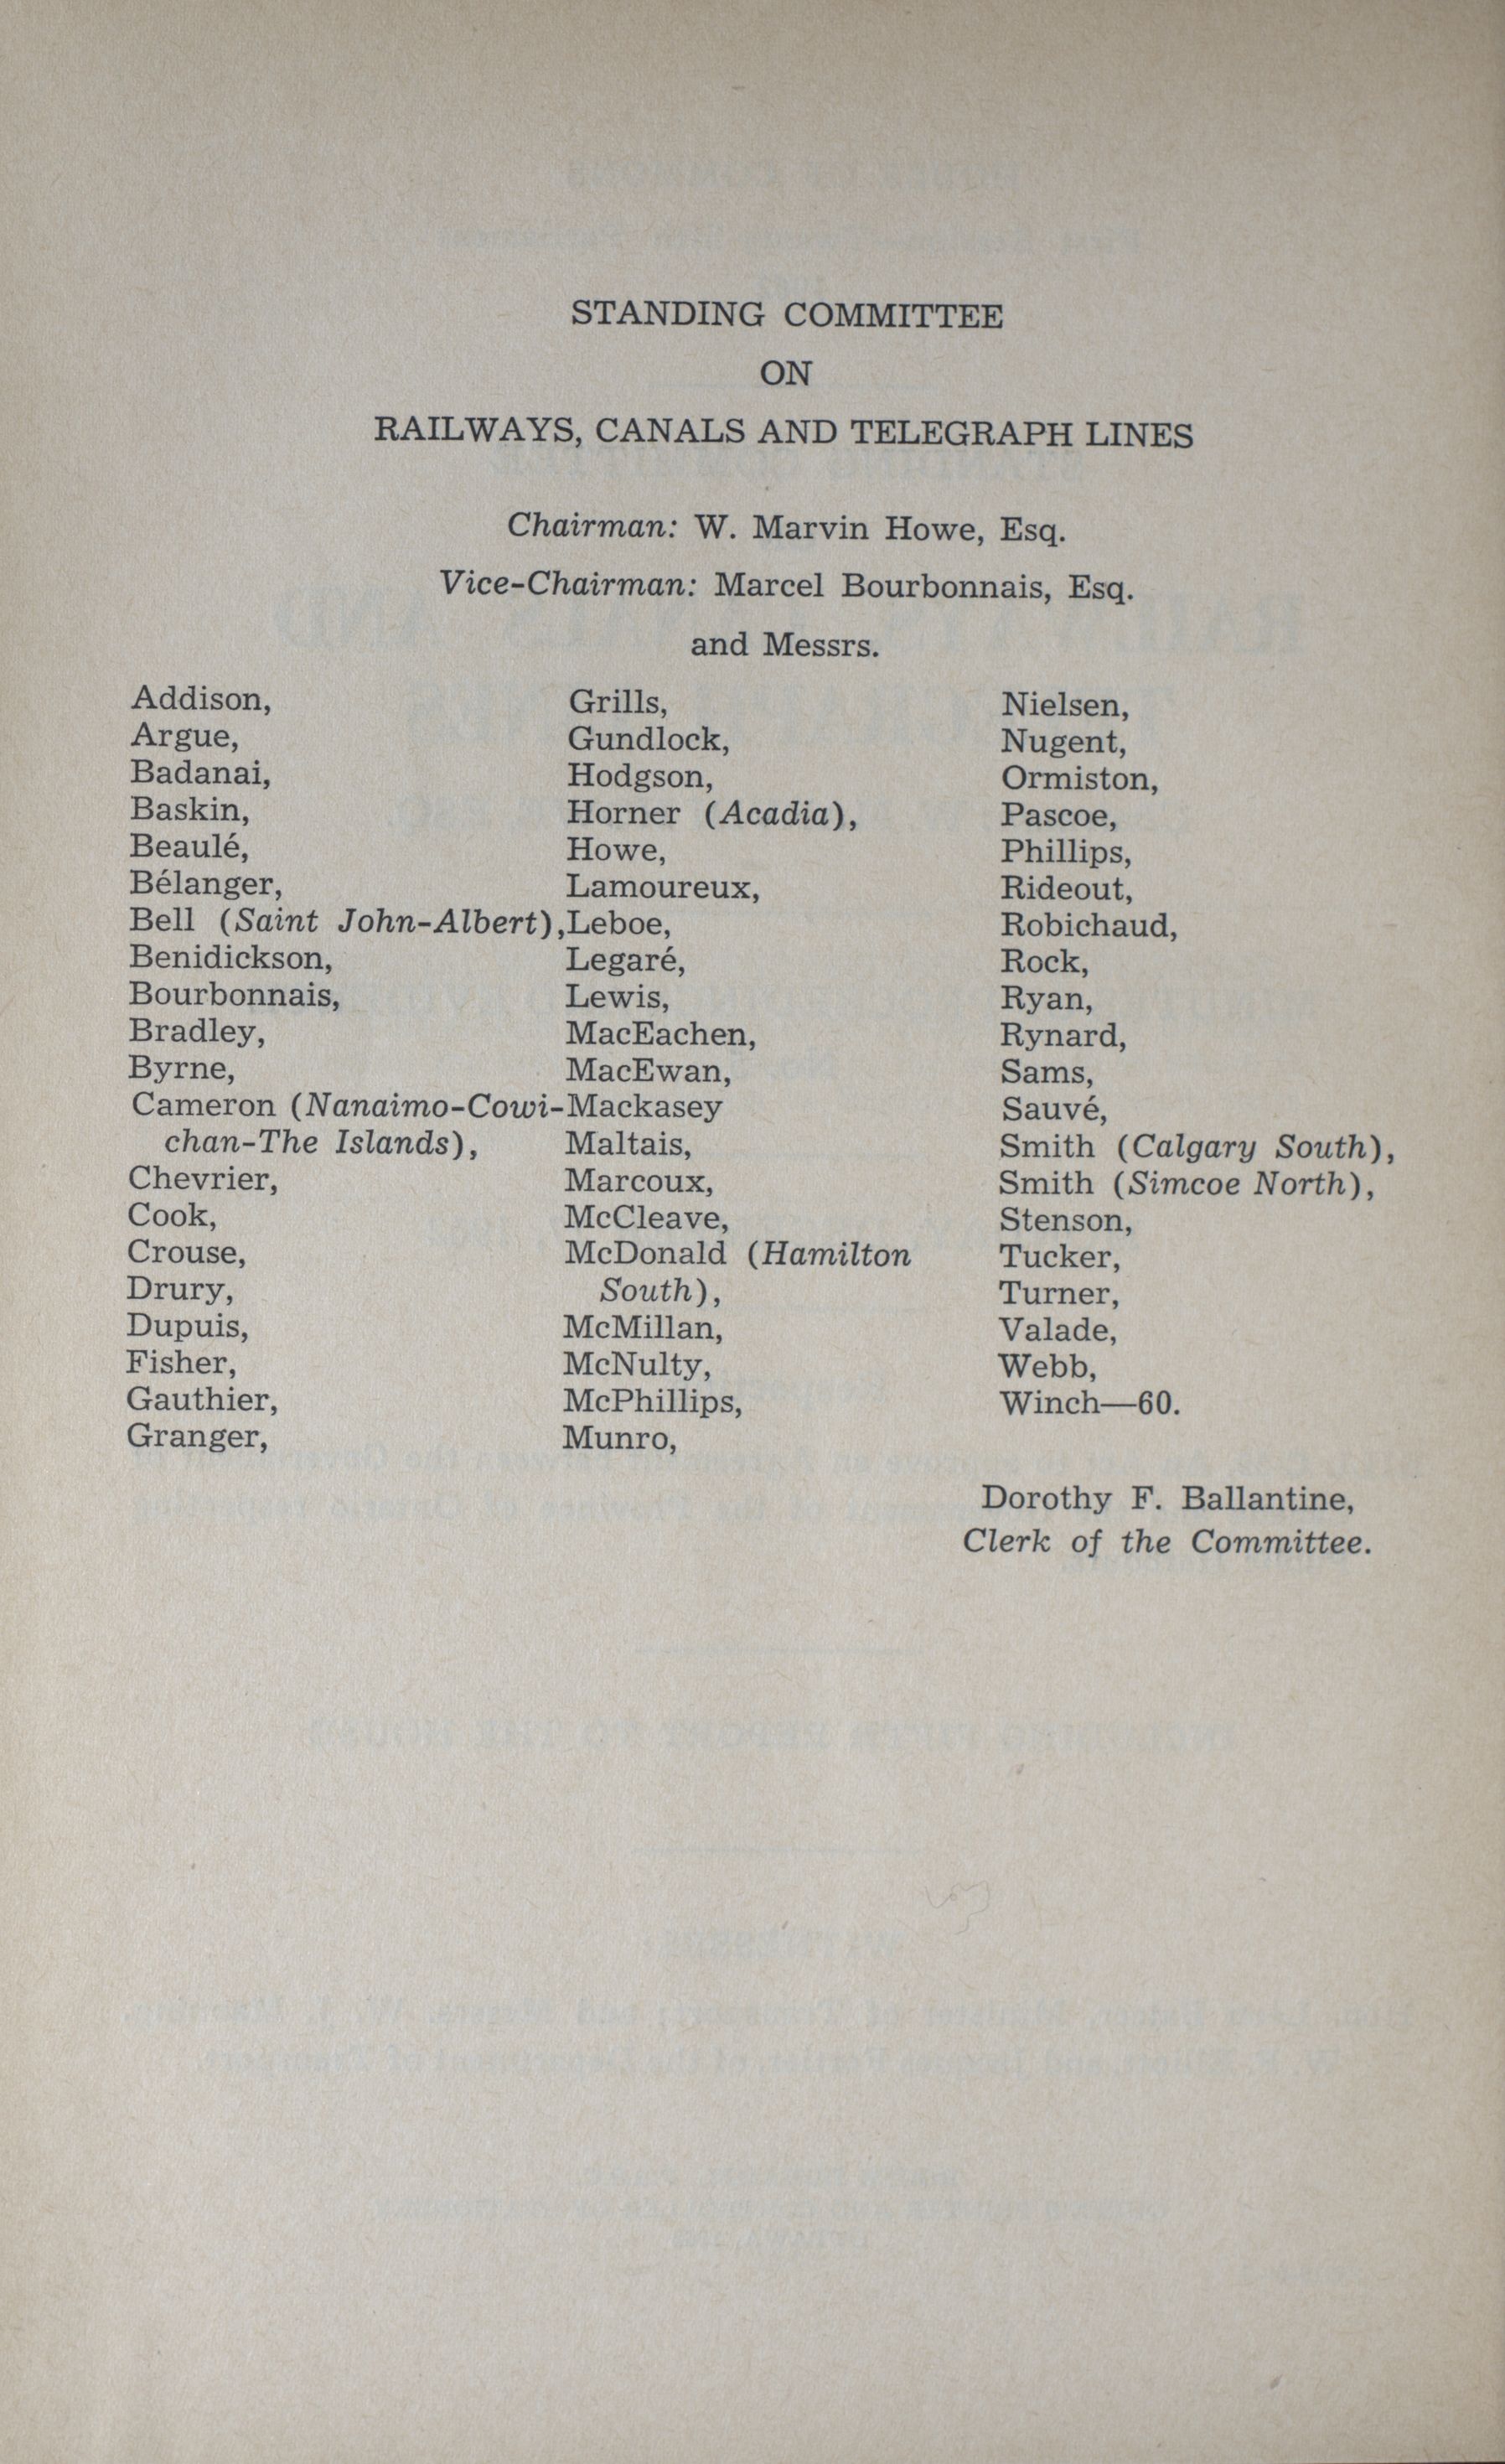 STANDING COMMITTEE
ON
RAILWAYS, CANALS AND TELEGRAPH LINES
Chairman: W. Marvin Howe, Esq.
Vice-Chairman: Marcel Bourbonnais, Esq.
and Messrs.
Addison,
Argue,
Badanai,
Baskin,
Beaulé,
Bélanger,
Bell (Saint John-Albert),
Benidickson,
Bourbonnais,
Bradley,
Byrne,
Cameron (Nanaimo-Cowi-
chan-The Islands),
Chevrier,
Cook,
Crouse,
Drury,
Dupuis,
Fisher,
Gauthier,
Granger,
Grills,
Gundlock,
Hodgson,
Horner (Acadia),
Howe,
Lamoureux,
Leboe,
Legaré,
Lewis,
MacEachen,
MacEwan,
Mackasey
Maltais,
Marcoux,
McCleave,
McDonald (Hamilton
South),
McMillan,
McNulty,
McPhillips,
Munro,
Nielsen,
Nugent,
Ormiston,
Pascoe,
Phillips,
Rideout,
Robichaud,
Rock,
Ryan,
Rynard,
Sams,
Sauvé,
Smith (Calgary South),
Smith (Simcoe North),
Stenson,
Tucker,
Turner,
Valade,
Webb,
Winch—60.
Dorothy F. Ballantine,
Clerk of the Committee.